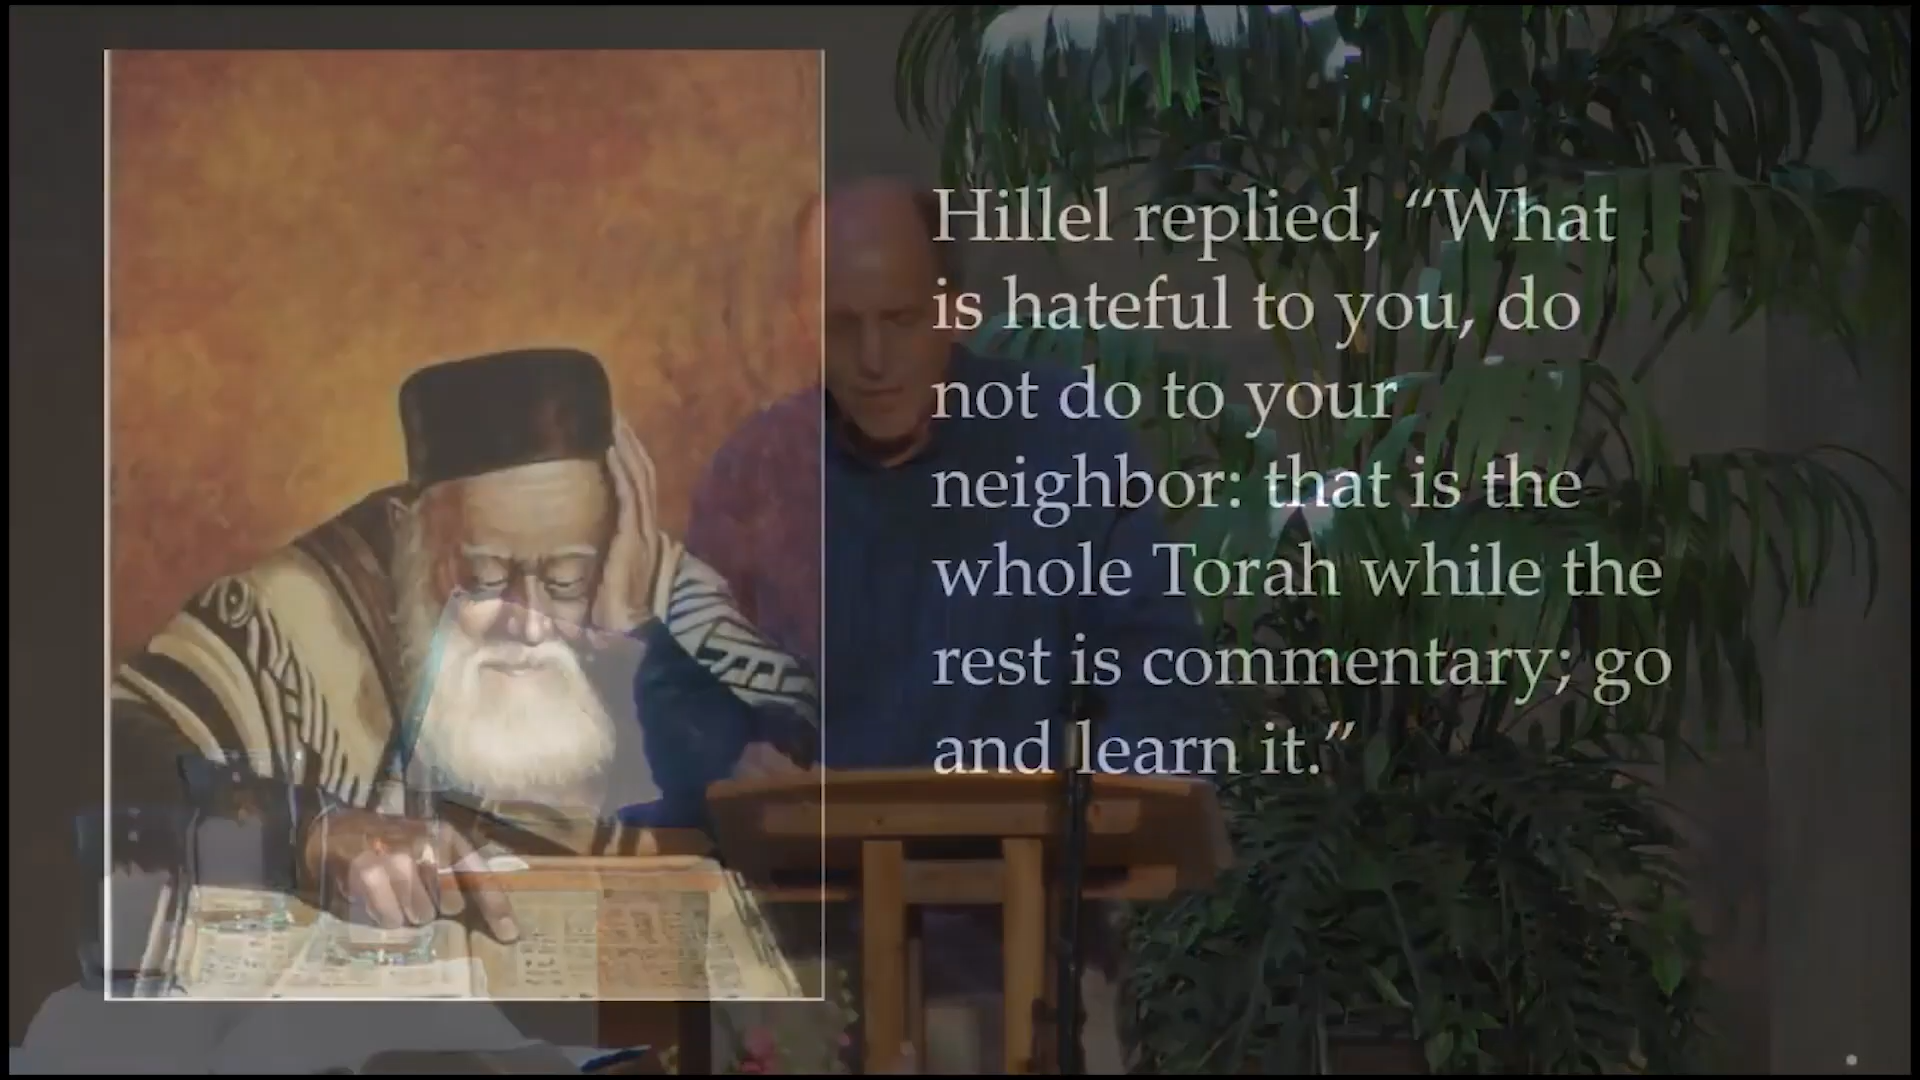 Hillel replied, “What
is hateful to you, do
not do to your
neighbor: that is the
whole Torah while the
rest is commentary; go
and learn it.”